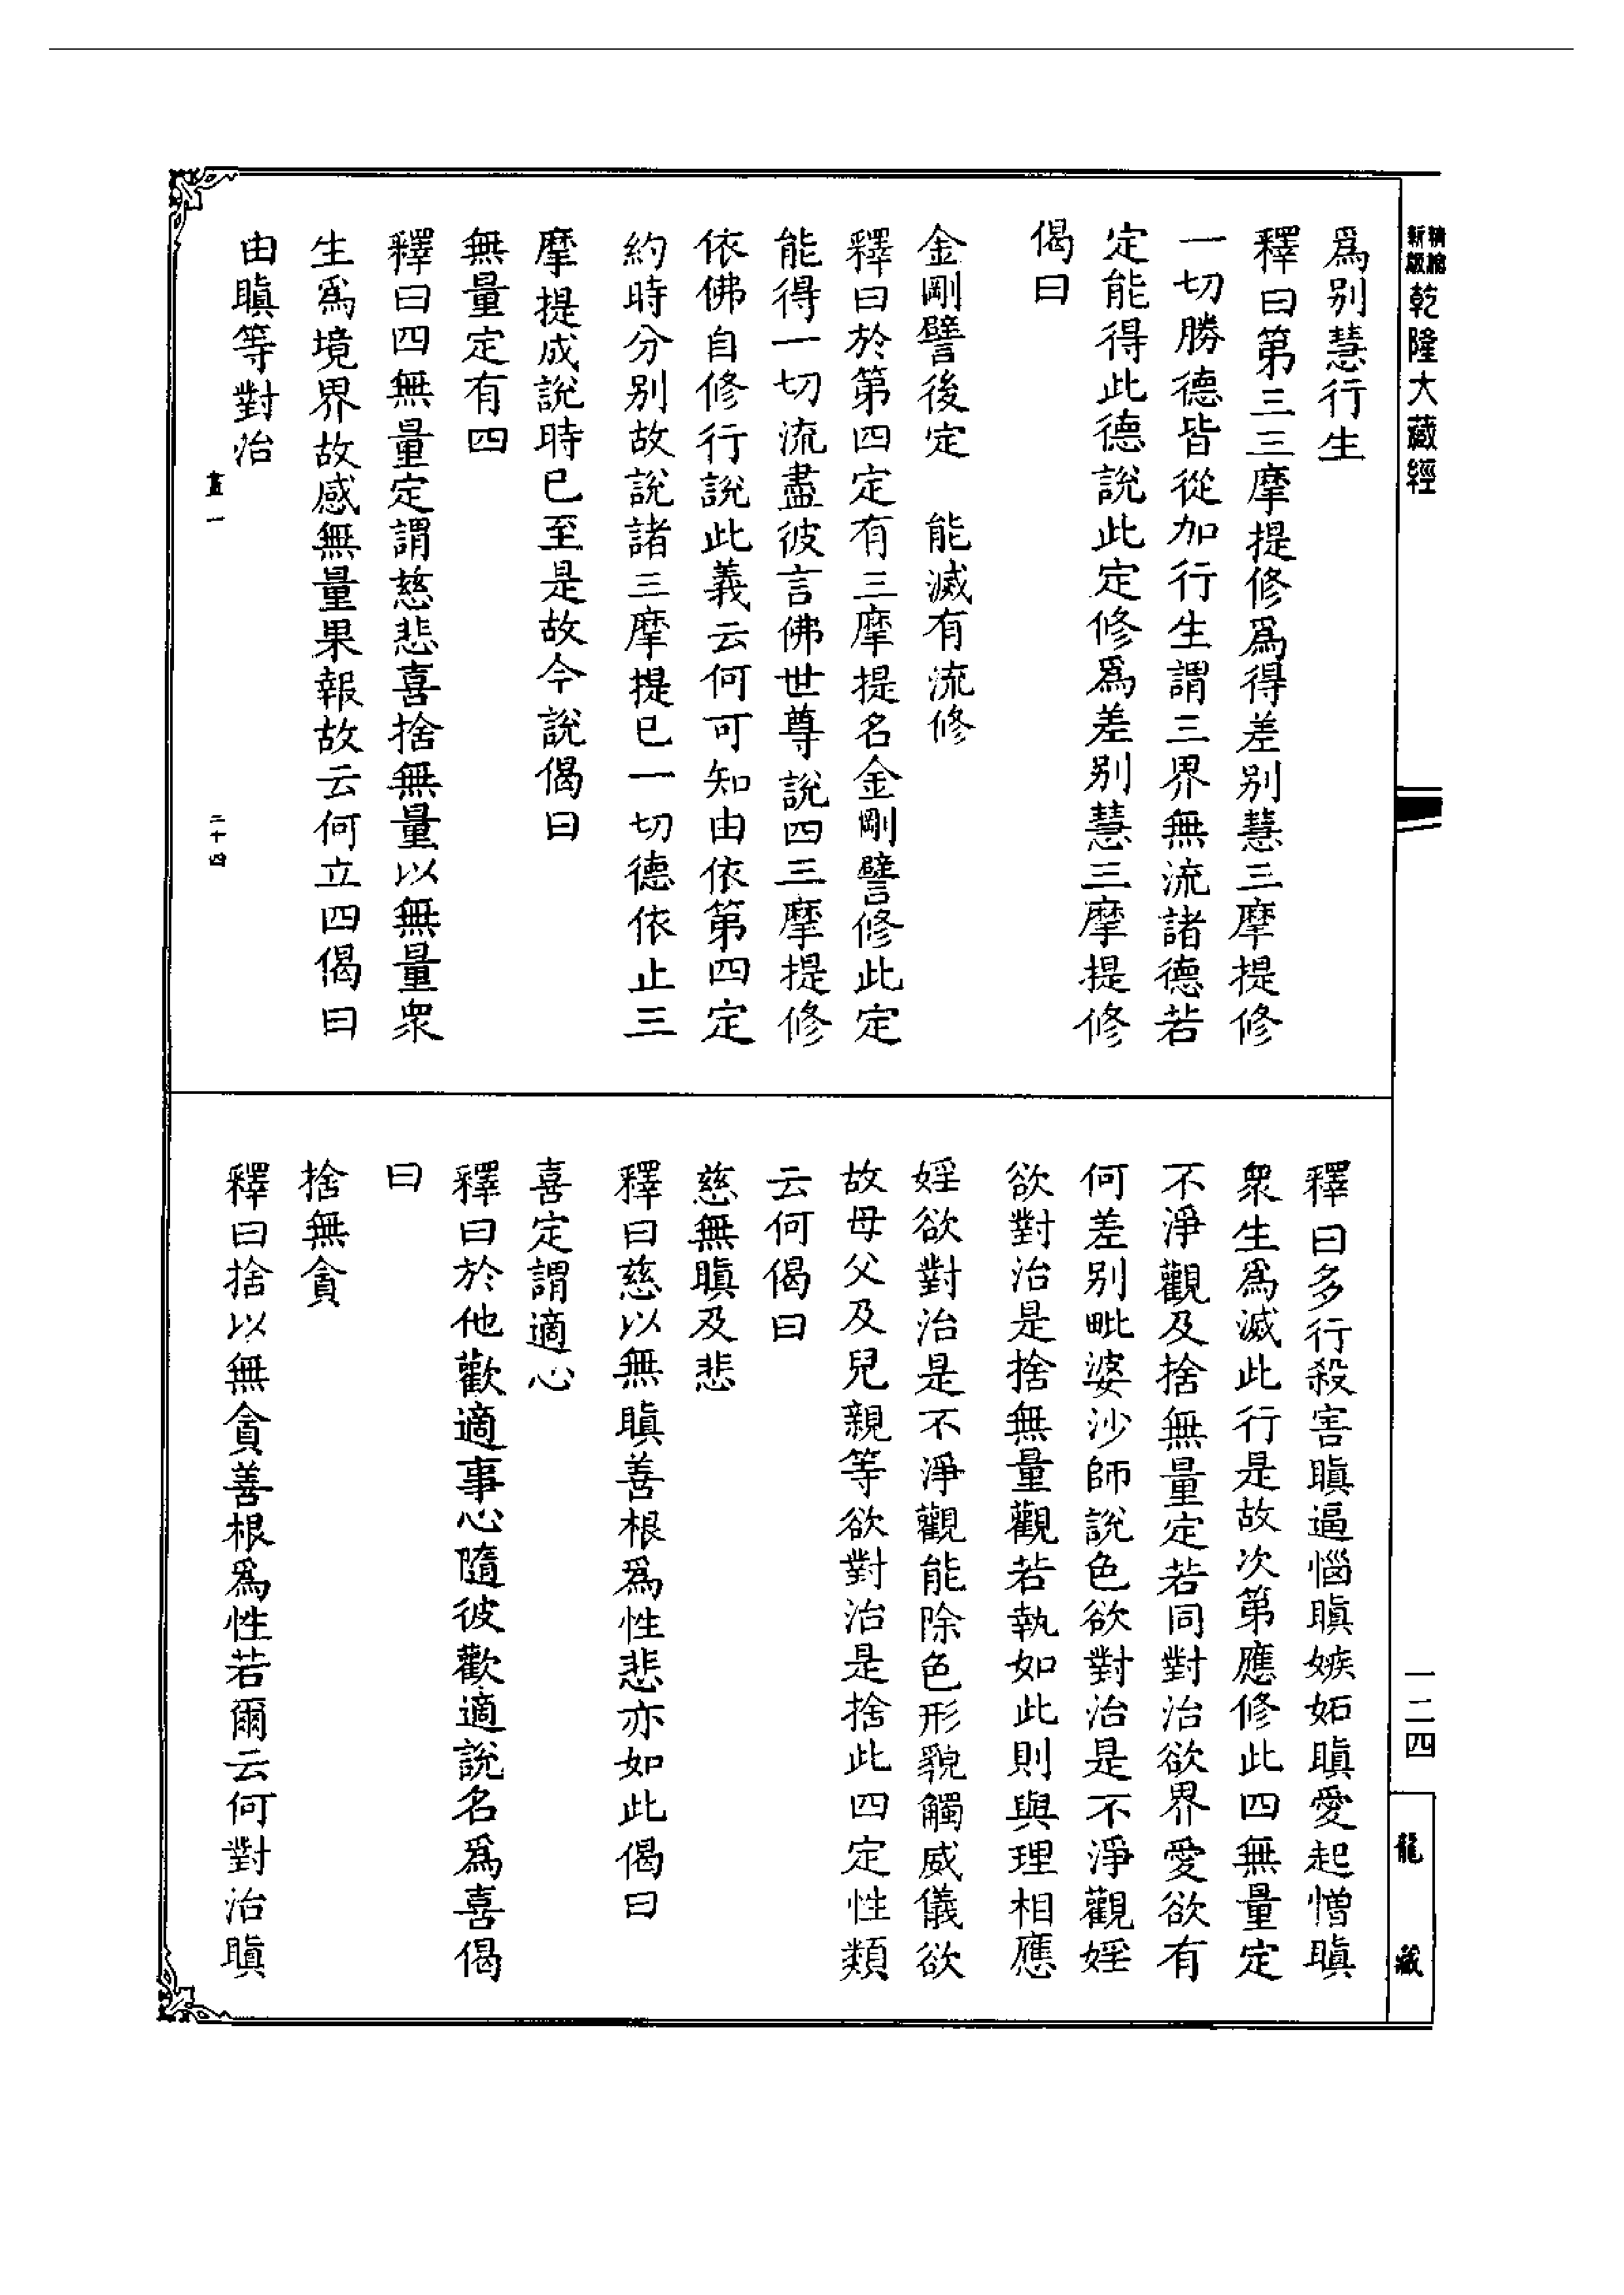 精縮新版乾隆大藏經
為別慧行生
釋曰第三三摩提修為得差別慧三摩提修
一切勝德皆從加行生謂三界無流諸德若
定能得此德說此定修為差別慧三摩提修
偈曰
金剛譬後定　能滅有流修
釋曰於第四定有三摩提名金剛譬修此定
能得一切流盡彼言佛世尊說四三摩提修
依佛自修行說此義云何可知由依第四定
約時分別故說諸三摩提已一切德依止三
摩提成說時已至是故今說偈曰
無量定有四
釋曰四無量定謂慈悲喜捨無量以無量眾
生為境界故感無量果報故云何立四偈曰
由瞋等對治
二十四
釋曰多行殺害瞋逼惱瞋嫉妬瞋愛起憎瞋
眾生為滅此行是故次第應修此四無量定
不淨觀及捨無量定若同對治欲界愛欲有
何差別毗婆沙師說色欲對治是不淨觀婬
欲對治是捨無量觀若執如此則與理相應
婬欲對治是不淨觀能除色形貌觸威儀欲
故母父及兒親等欲對治是捨此四定性類
云何偈曰
慈無瞋及悲
釋曰慈以無瞋善根為性悲亦如此偈曰
喜定謂適心
釋曰於他歡適事心隨彼歡適說名為喜偈
曰
捨無貪
釋曰捨以無貪善根為性若爾云何對治瞋
一二四
龍藏